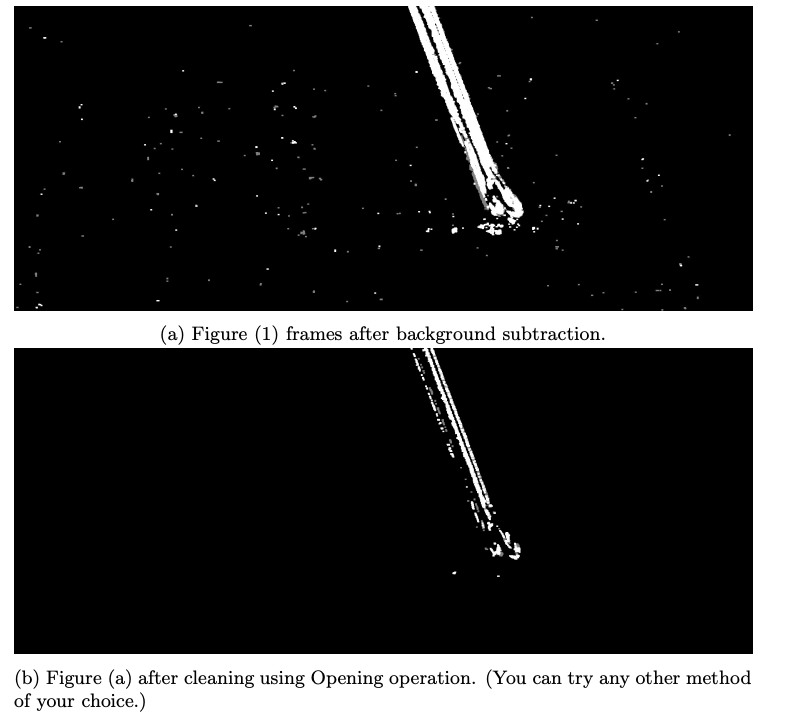 (a) Figure (1) frames after background subtraction.
(b) Figure (a) after cleaning using Opening operation. (You can try any other method
of your choice.)